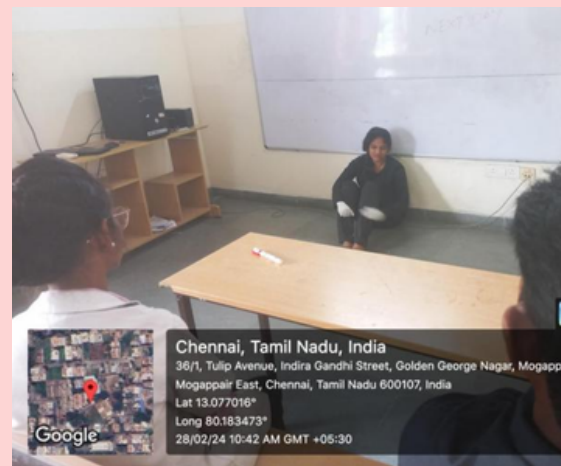 Chennai, Tamil Nadu, India
36/1, Tulip Avenue, Indira Gandhi Street, Golden George Nagar, Mogapp
Mogappair East, Chennai, Tamil Nadu 600107, India
Lat 13.077016°
Long 80.183473°
28/02/24 10:42 AM GMT +05:30
Google